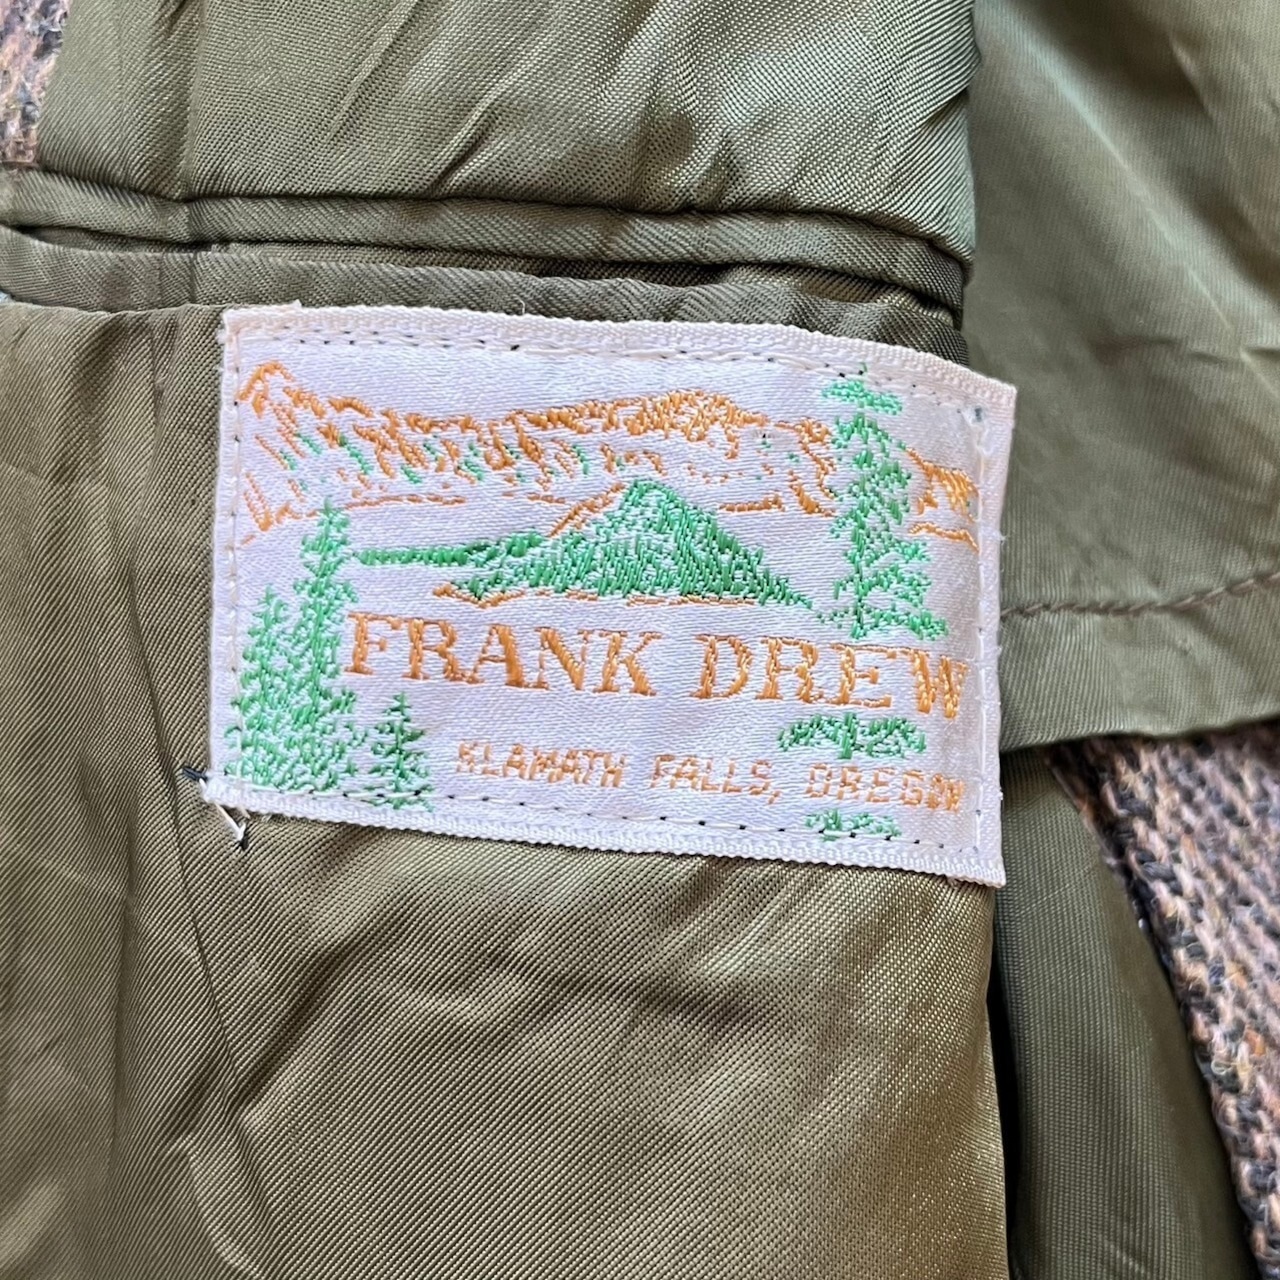 FRANK DREW
KLAMATH FALLS, OREGON